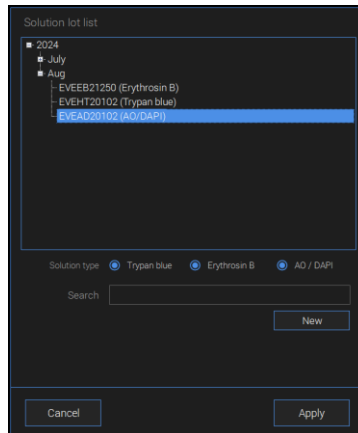 Solution lot list
2024
July
Aug
EVEEB21250 (Erythrosin B)
EVEHT20102 (Trypan blue)
EVEAD20102 (AO/DAPI)
Solution type Trypan blue Erythrosin B AO / DAPI
Search
New
Cancel Apply